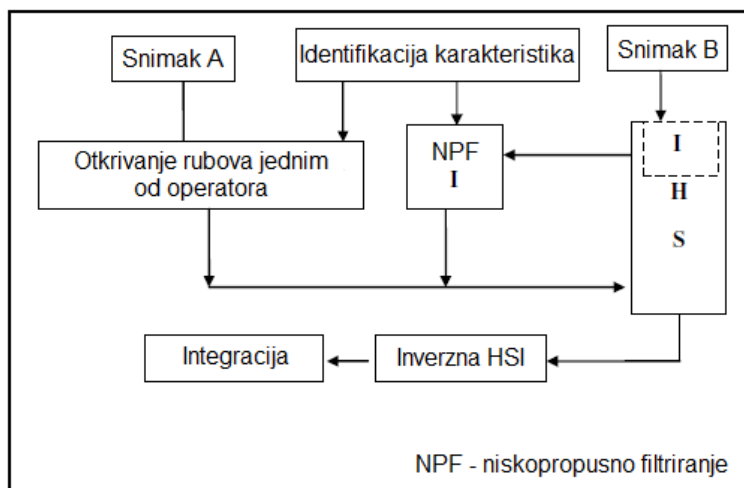 Snimak A
Identifikacija karakteristika
Snimak B
Otkrivanje rubova jednim
od operatora
NPF
I
I
H
S
Integracija
Inverzna HSI
NPF - niskopropusno filtriranje